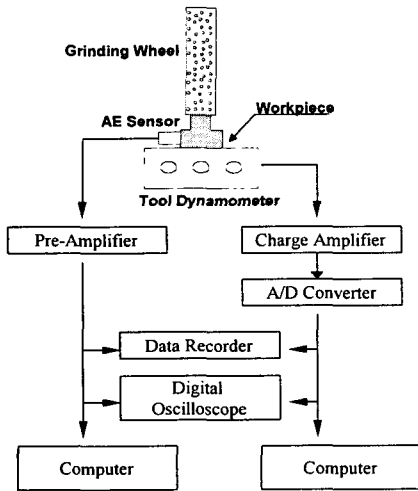 Grinding Wheel
AE Sensor
Workpiece
Tool Dynamometer
Pre-Amplifier
Charge Amplifier
A/D Converter
Data Recorder
Digital
Oscilloscope
Computer
Computer